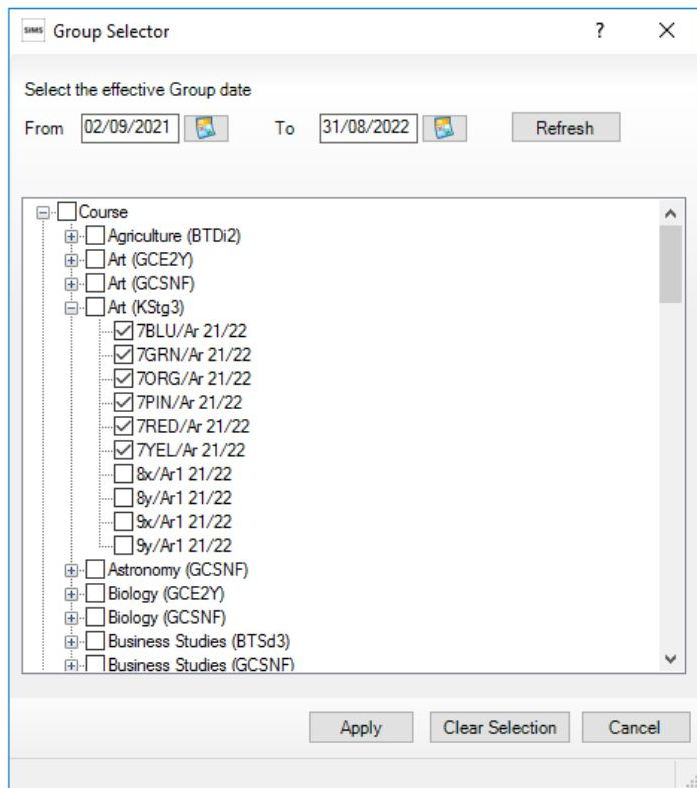 SIMS Group Selector ? 
Select the effective Group date
From 02/09/2021 To 31/08/2022 Refresh
Course
Agriculture (BTDi2)
Art (GCE2Y)
Art (GCSNF)
Art (KStg3)
7BLU/Ar 21/22
7GRN/Ar 21/22
7ORG/Ar 21/22
7PIN/Ar 21/22
7RED/Ar 21/22
7YEL/Ar 21/22
8x/Ar1 21/22
8y/Ar1 21/22
9x/Ar1 21/22
9y/Ar1 21/22
Astronomy (GCSNF)
Biology (GCE2Y)
Biology (GCSNF)
Business Studies (BTSd3)
Business Studies (GCSNF)
Apply Clear Selection Cancel